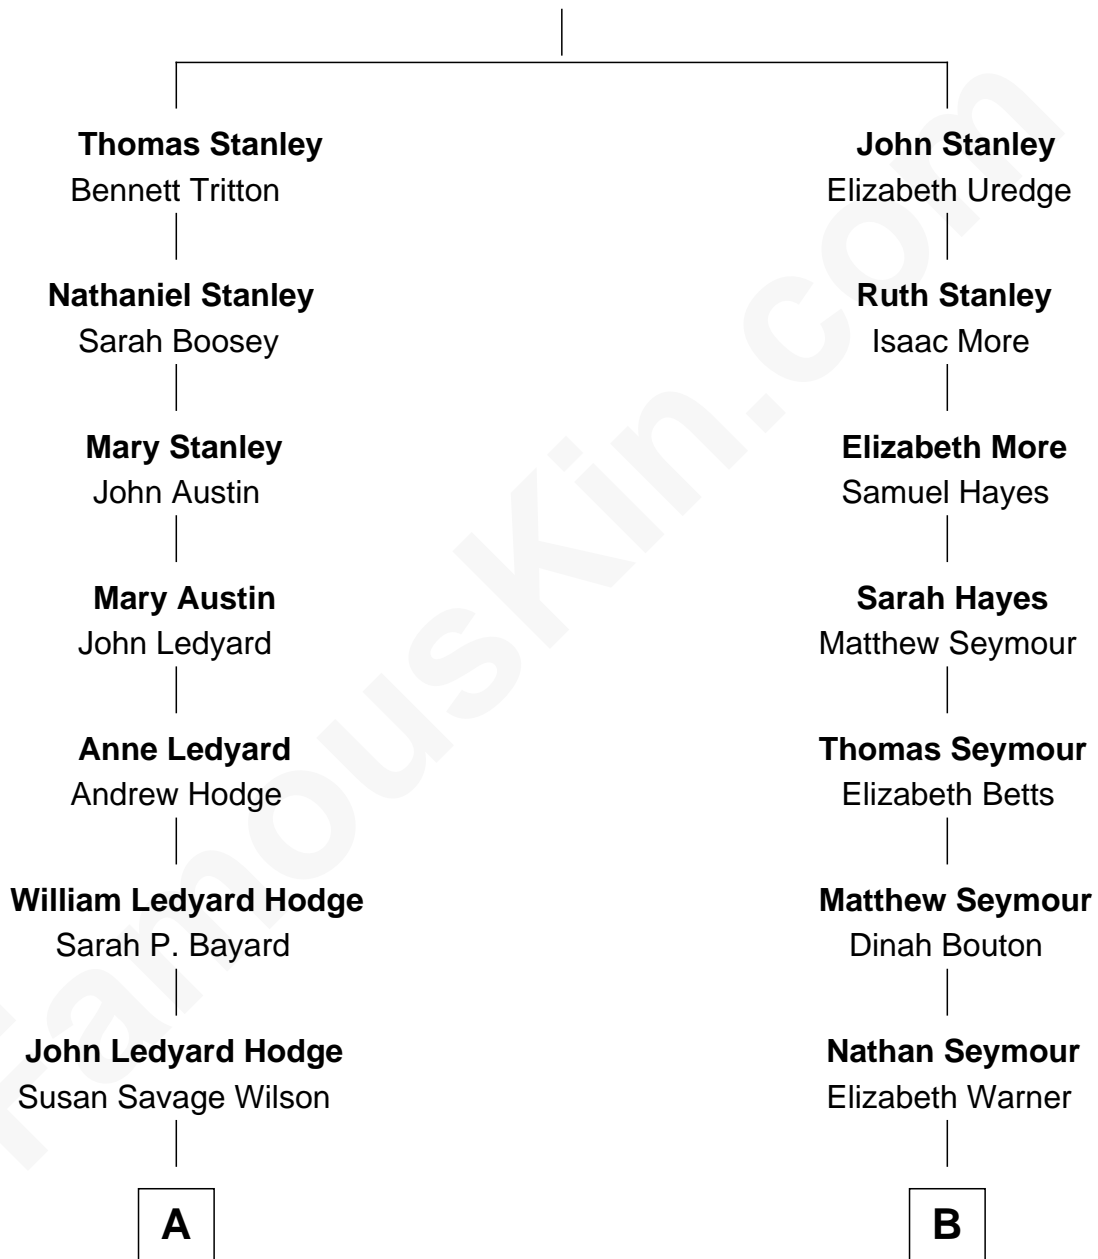 Thomas Stanley
Bennett Tritton
Nathaniel Stanley
Sarah Boosey
Mary Stanley
John Austin
Mary Austin
John Ledyard
Anne Ledyard
Andrew Hodge
William Ledyard Hodge
Sarah P. Bayard
John Ledyard Hodge
Susan Savage Wilson
A
John Stanley
Elizabeth Uredge
Ruth Stanley
Isaac More
Elizabeth More
Samuel Hayes
Sarah Hayes
Matthew Seymour
Thomas Seymour
Elizabeth Betts
Matthew Seymour
Dinah Bouton
Nathan Seymour
Elizabeth Warner
B
FamousKin.com